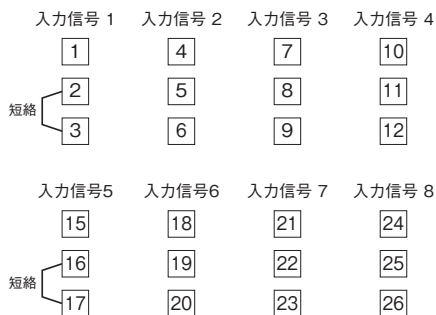 入力信号 1 入力信号 2 入力信号 3 入力信号 4
1 4 7 10
2 5 8 11
短絡
3 6 9 12
入力信号5 入力信号6 入力信号 7 入力信号 8
15 18 21 24
16 19 22 25
短絡
17 20 23 26